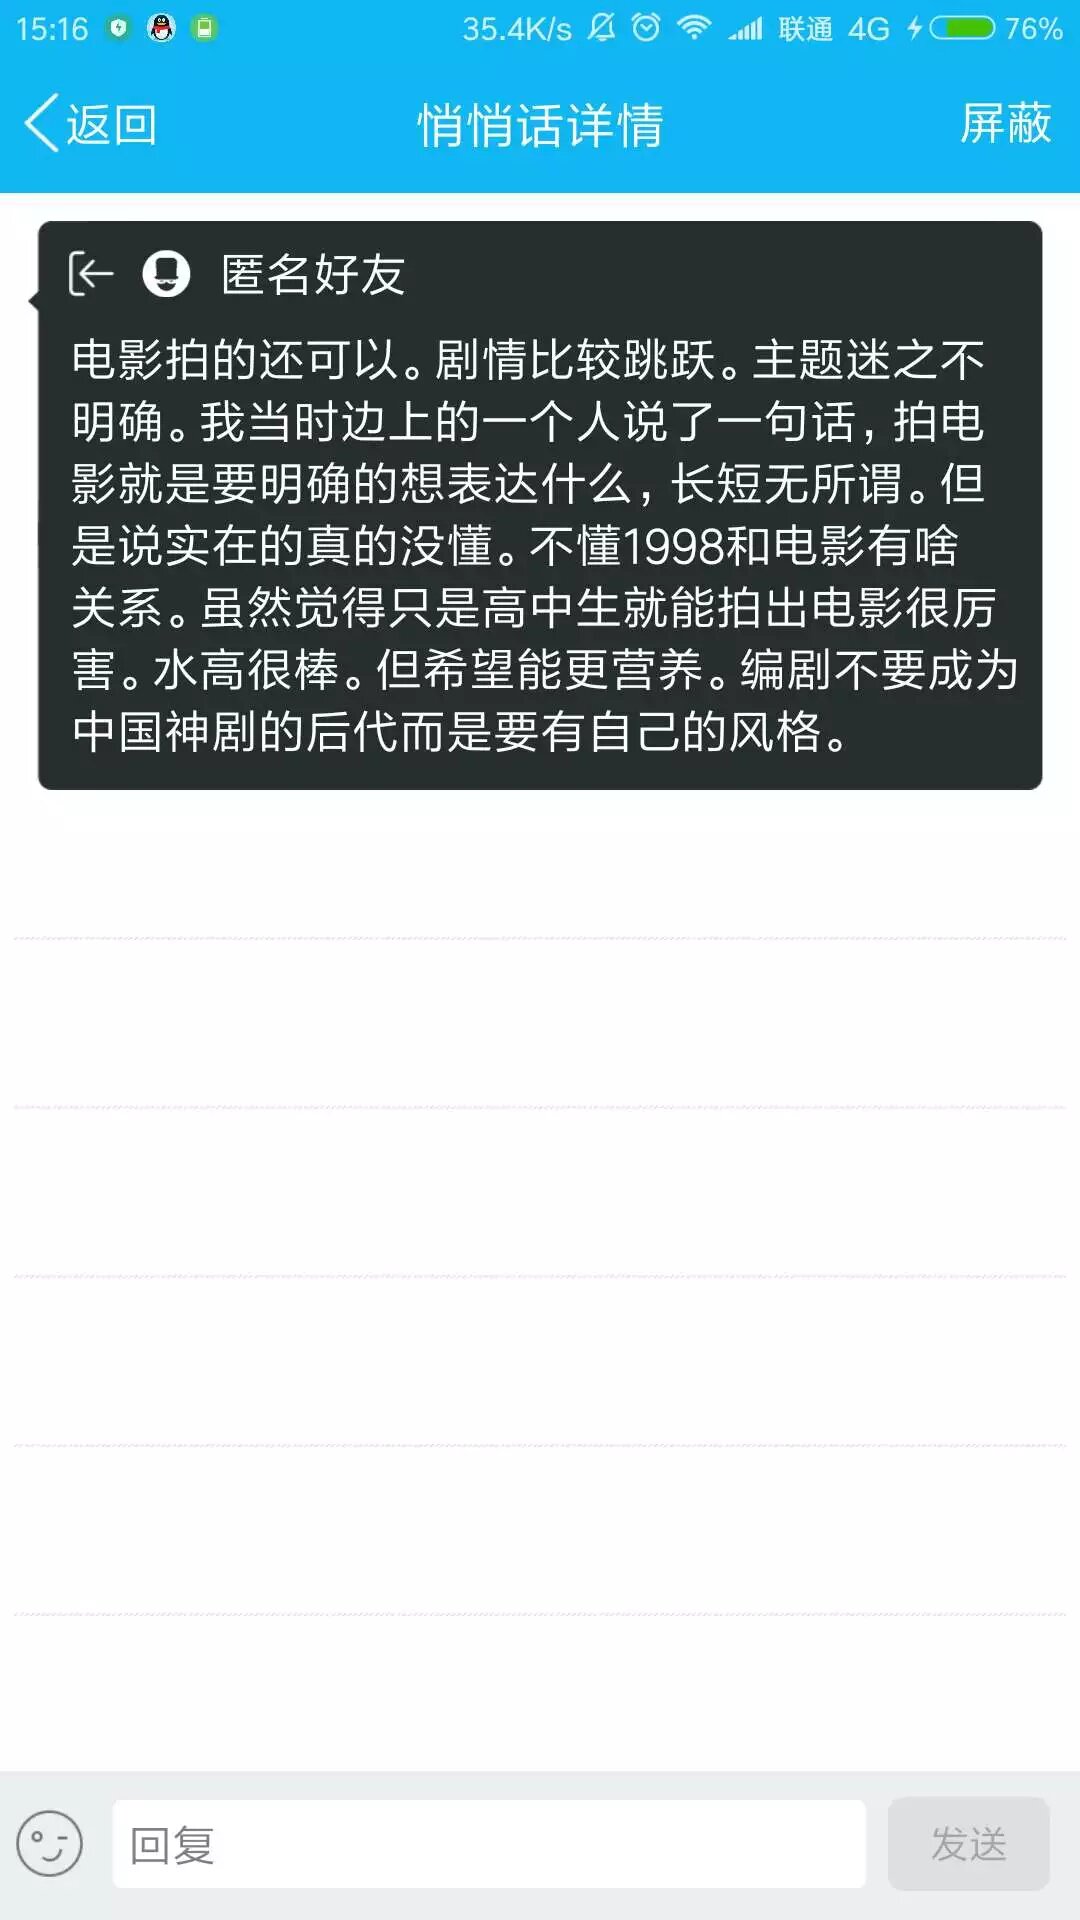 15:16 35.4K/s 联通 4G 76%
返回 悄悄话详情 屏蔽
匿名好友
电影拍的还可以。剧情比较跳跃。主题迷之不
明确。我当时边上的一个人说了一句话，拍电
影就是要明确的想表达什么，长短无所谓。但
是说实在的真的没懂。不懂1998和电影有啥
关系。虽然觉得只是高中生就能拍出电影很厉
害。水高很棒。但希望能更营养。编剧不要成为
中国神剧的后代而是要有自己的风格。
回复 发送